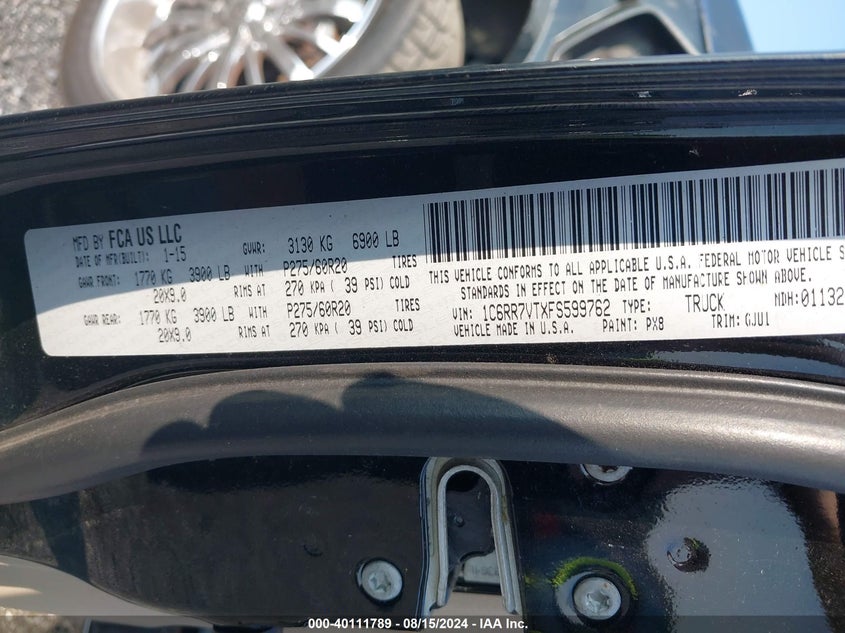 MFD BY FCA US LLC
DATE OF MFR(BUILT): 1-15 GVWR: 3130 KG 6900 LB
GAWR FRONT: 1770 KG 3900 LB WITH P275/60R20 TIRES
20X9.0 RIMS AT 270 KPA ( 39 PSI) COLD
GAWR REAR: 1770 KG 3900 LB WITH P275/60R20 TIRES
20X9.0 RIMS AT 270 KPA ( 39 PSI) COLD
THIS VEHICLE CONFORMS TO ALL APPLICABLE U.S.A. FEDERAL MOTOR VEHICLE S
STANDARDS IN EFFECT ON THE DATE OF MANUFACTURE SHOWN ABOVE.
VIN: 1C6RR7VTXFS599762 TYPE: TRUCK MDH: 01132
VEHICLE MADE IN U.S.A. PAINT: PX8 TRIM: QJU1
000-40111789 - 08/15/2024 - IAA Inc.